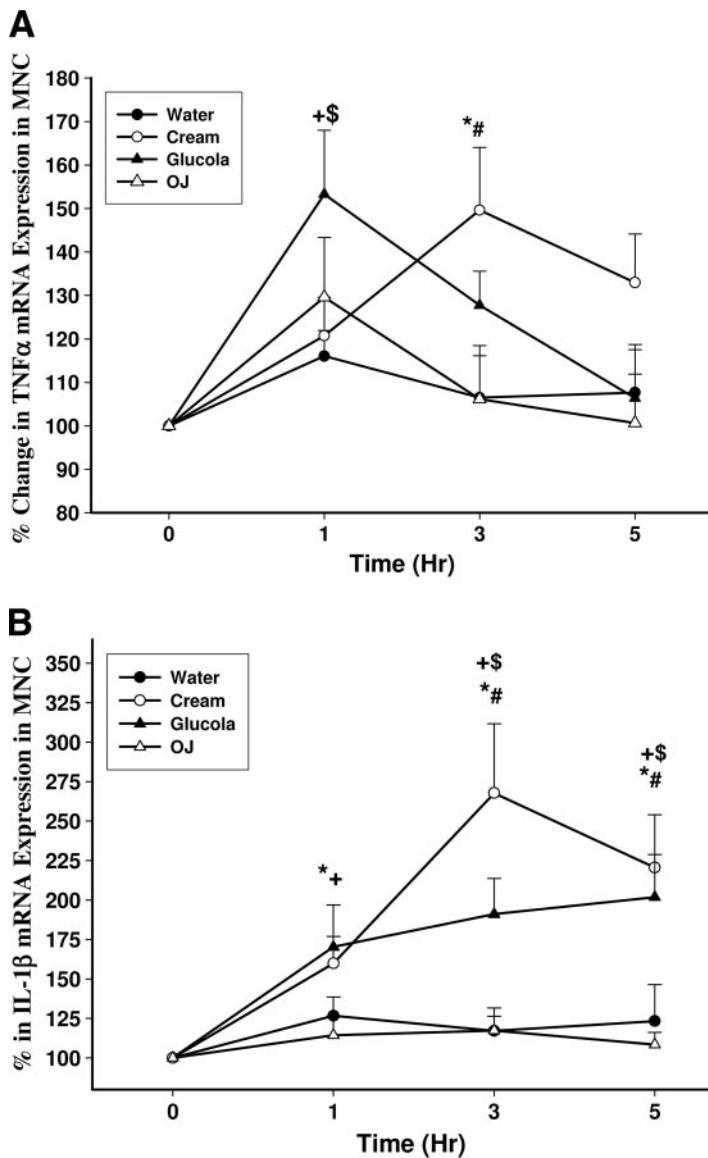 A
% Change in TNFα mRNA Expression in MNC
180
170
160
150
140
130
120
110
100
90
80
Water
Cream
Glucola
OJ
+$
*#
0 1 3 5
Time (Hr)
B
% in IL-1β mRNA Expression in MNC
350
325
300
275
250
225
200
175
150
125
100
Water
Cream
Glucola
OJ
*+
+$
*#
+$
*#
0 1 3 5
Time (Hr)